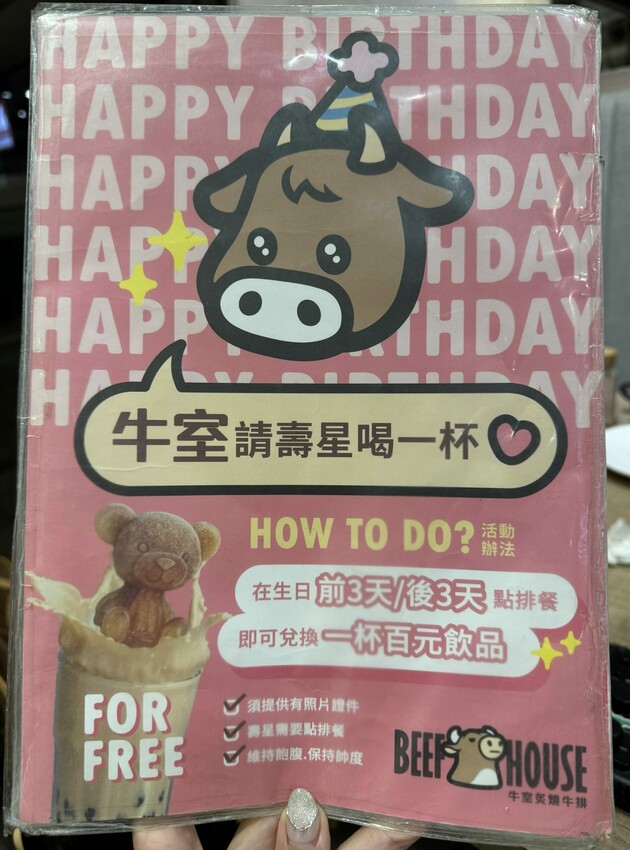 HAPPY BIRTHDAY
HAPPY BIRTHDAY
HAPPY BIRTHDAY
HAPPY BIRTHDAY
HAPPY BIRTHDAY
HAPPY BIRTHDAY
牛室請壽星喝一杯
HOW TO DO? 活動辦法
在生日 前3天/後3天 點排餐
即可兌換 一杯百元飲品
須提供有照片證件
壽星需要點排餐
維持飽腹.保持帥度
FOR
FREE
BEEF HOUSE
牛室炙燒牛排